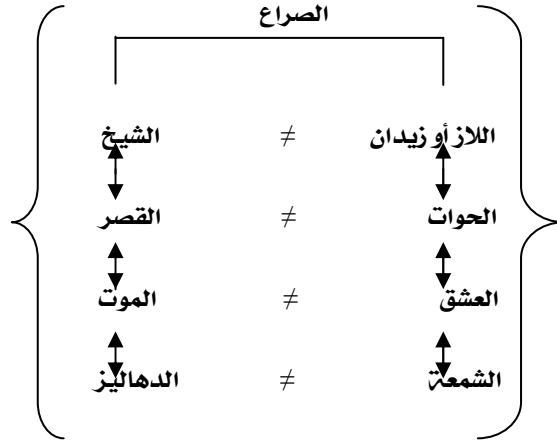 الصراع
اللاز أو زيدان ≠ الشيخ
الحوات ≠ القصر
العشق ≠ الموت
الشمعة ≠ الدهاليز